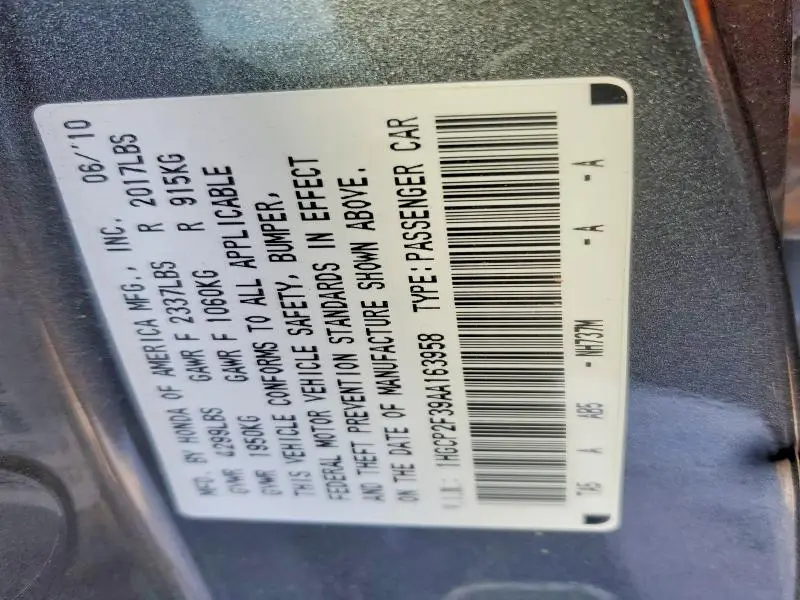 MFD. BY HONDA OF AMERICA MFG., INC. 06/'10
GVWR 4299LBS GAWR F 2337LBS R 2017LBS
GVWR 1950KG GAWR F 1060KG R 915KG
THIS VEHICLE CONFORMS TO ALL APPLICABLE
FEDERAL MOTOR VEHICLE SAFETY, BUMPER,
AND THEFT PREVENTION STANDARDS IN EFFECT
ON THE DATE OF MANUFACTURE SHOWN ABOVE.
V.I.N.: 1HGCP2F39AA163958 TYPE:PASSENGER CAR
TA5 A AB5 -NH737M -A -A